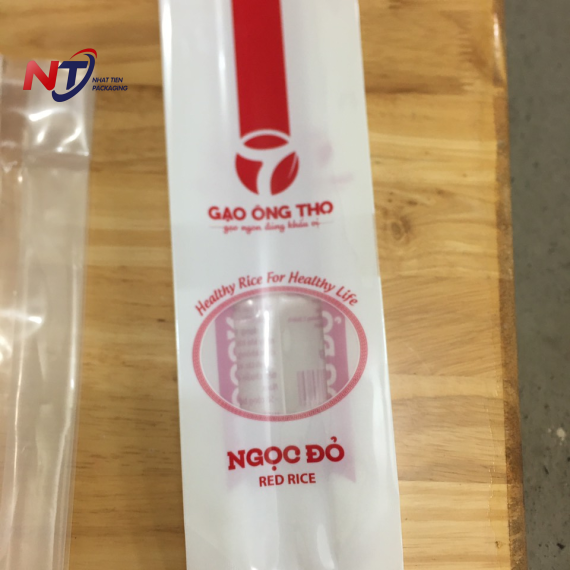 NT
NHAT TIEN
PACKAGING
GẠO ÔNG THỌ
gạo ngon đúng khẩu vị
Healthy Rice For Healthy Life
NGỌC ĐỎ
RED RICE